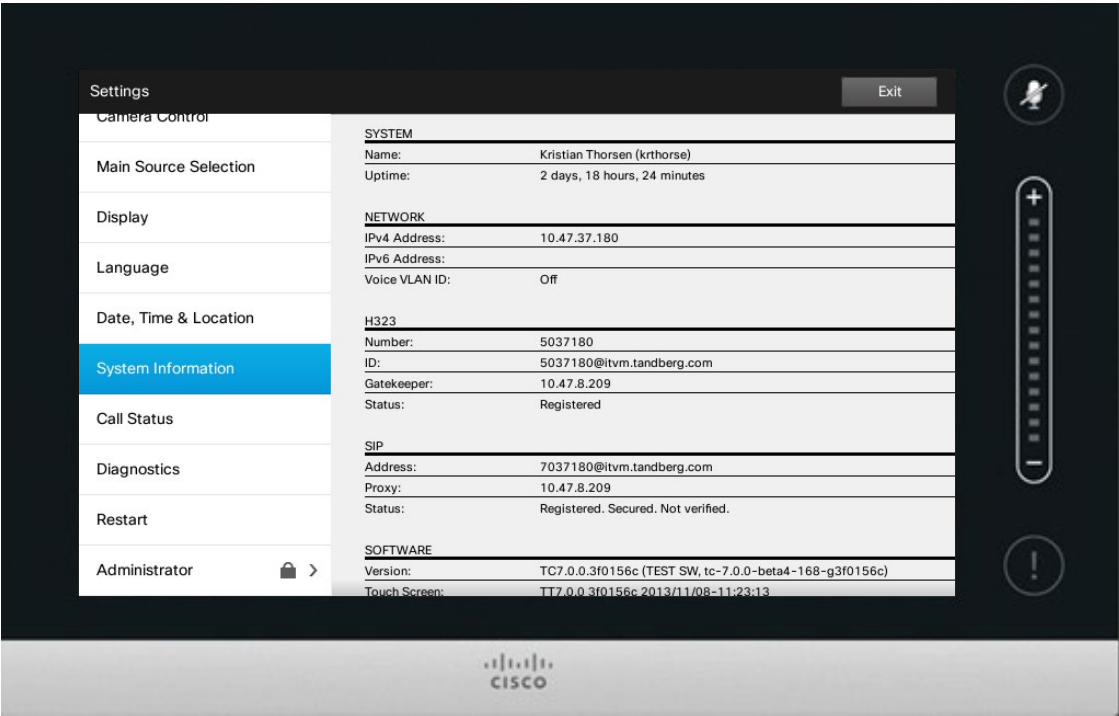 Settings
Exit
Camera Control
Main Source Selection
Display
Language
Date, Time & Location
System Information
Call Status
Diagnostics
Restart
Administrator
SYSTEM
Name: Kristian Thorsen (krthorse)
Uptime: 2 days, 18 hours, 24 minutes
NETWORK
IPv4 Address: 10.47.37.180
IPv6 Address:
Voice VLAN ID: Off
H323
Number: 5037180
ID: 5037180@itvm.tandberg.com
Gatekeeper: 10.47.8.209
Status: Registered
SIP
Address: 7037180@itvm.tandberg.com
Proxy: 10.47.8.209
Status: Registered. Secured. Not verified.
SOFTWARE
Version: TC7.0.0.3f0156c (TEST SW, tc-7.0.0-beta4-168-g3f0156c)
Touch Screen: TT7.0.0 3f0156c 2013/11/08-11:23:13
+
−
!
CISCO